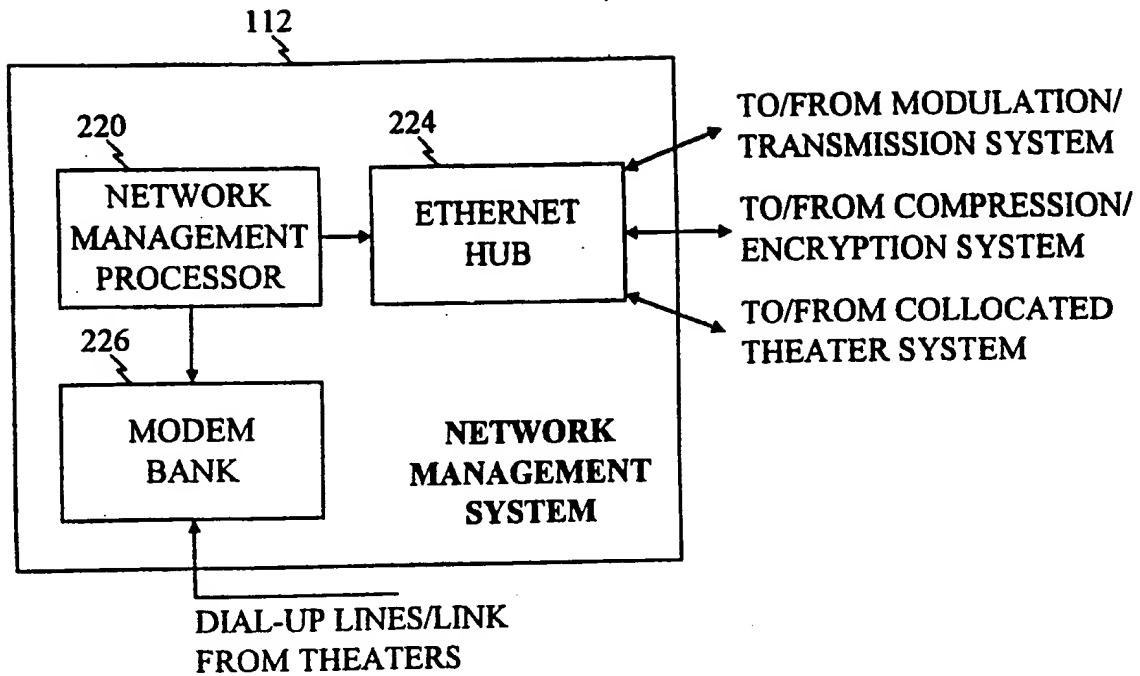 112
220
NETWORK
MANAGEMENT
PROCESSOR
224
ETHERNET
HUB
TO/FROM MODULATION/
TRANSMISSION SYSTEM
TO/FROM COMPRESSION/
ENCRYPTION SYSTEM
TO/FROM COLLOCATED
THEATER SYSTEM
226
MODEM
BANK
NETWORK
MANAGEMENT
SYSTEM
DIAL-UP LINES/LINK
FROM THEATERS